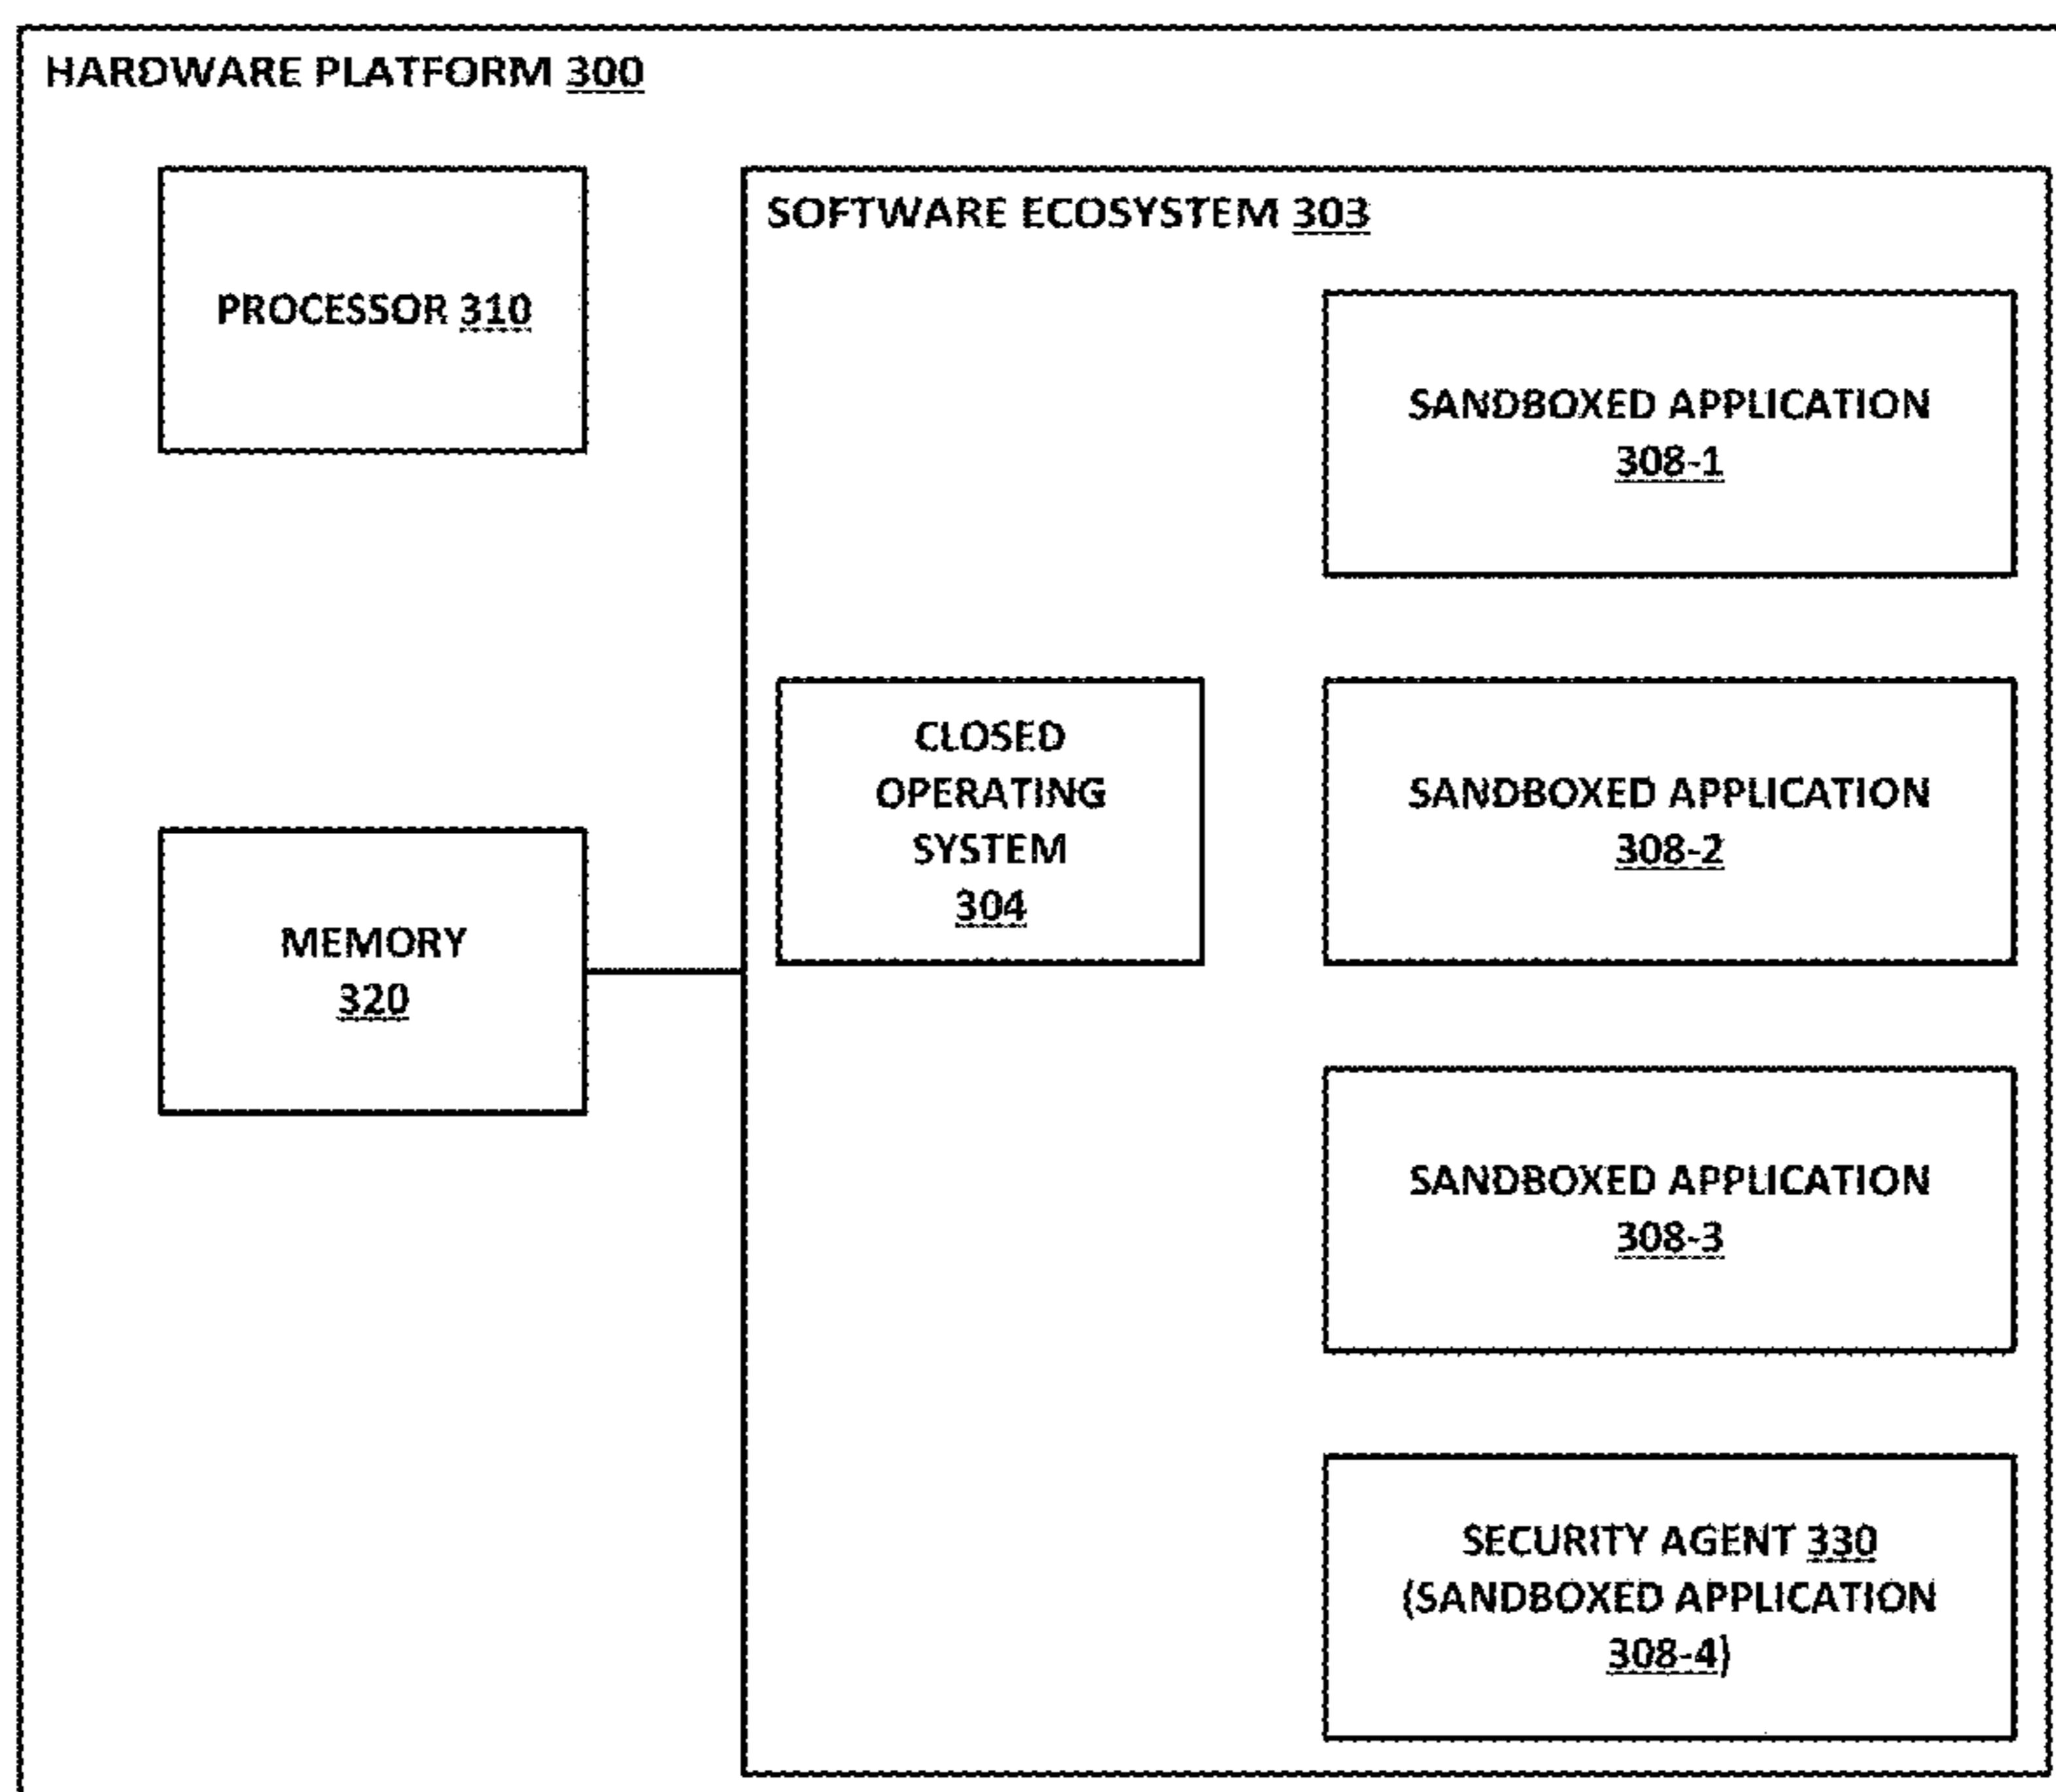 HARDWARE PLATFORM 300
PROCESSOR 310
SOFTWARE ECOSYSTEM 303
SANDBOXED APPLICATION
308-1
CLOSED
OPERATING
SYSTEM
304
SANDBOXED APPLICATION
308-2
MEMORY
320
SANDBOXED APPLICATION
308-3
SECURITY AGENT 330
(SANDBOXED APPLICATION
308-4)